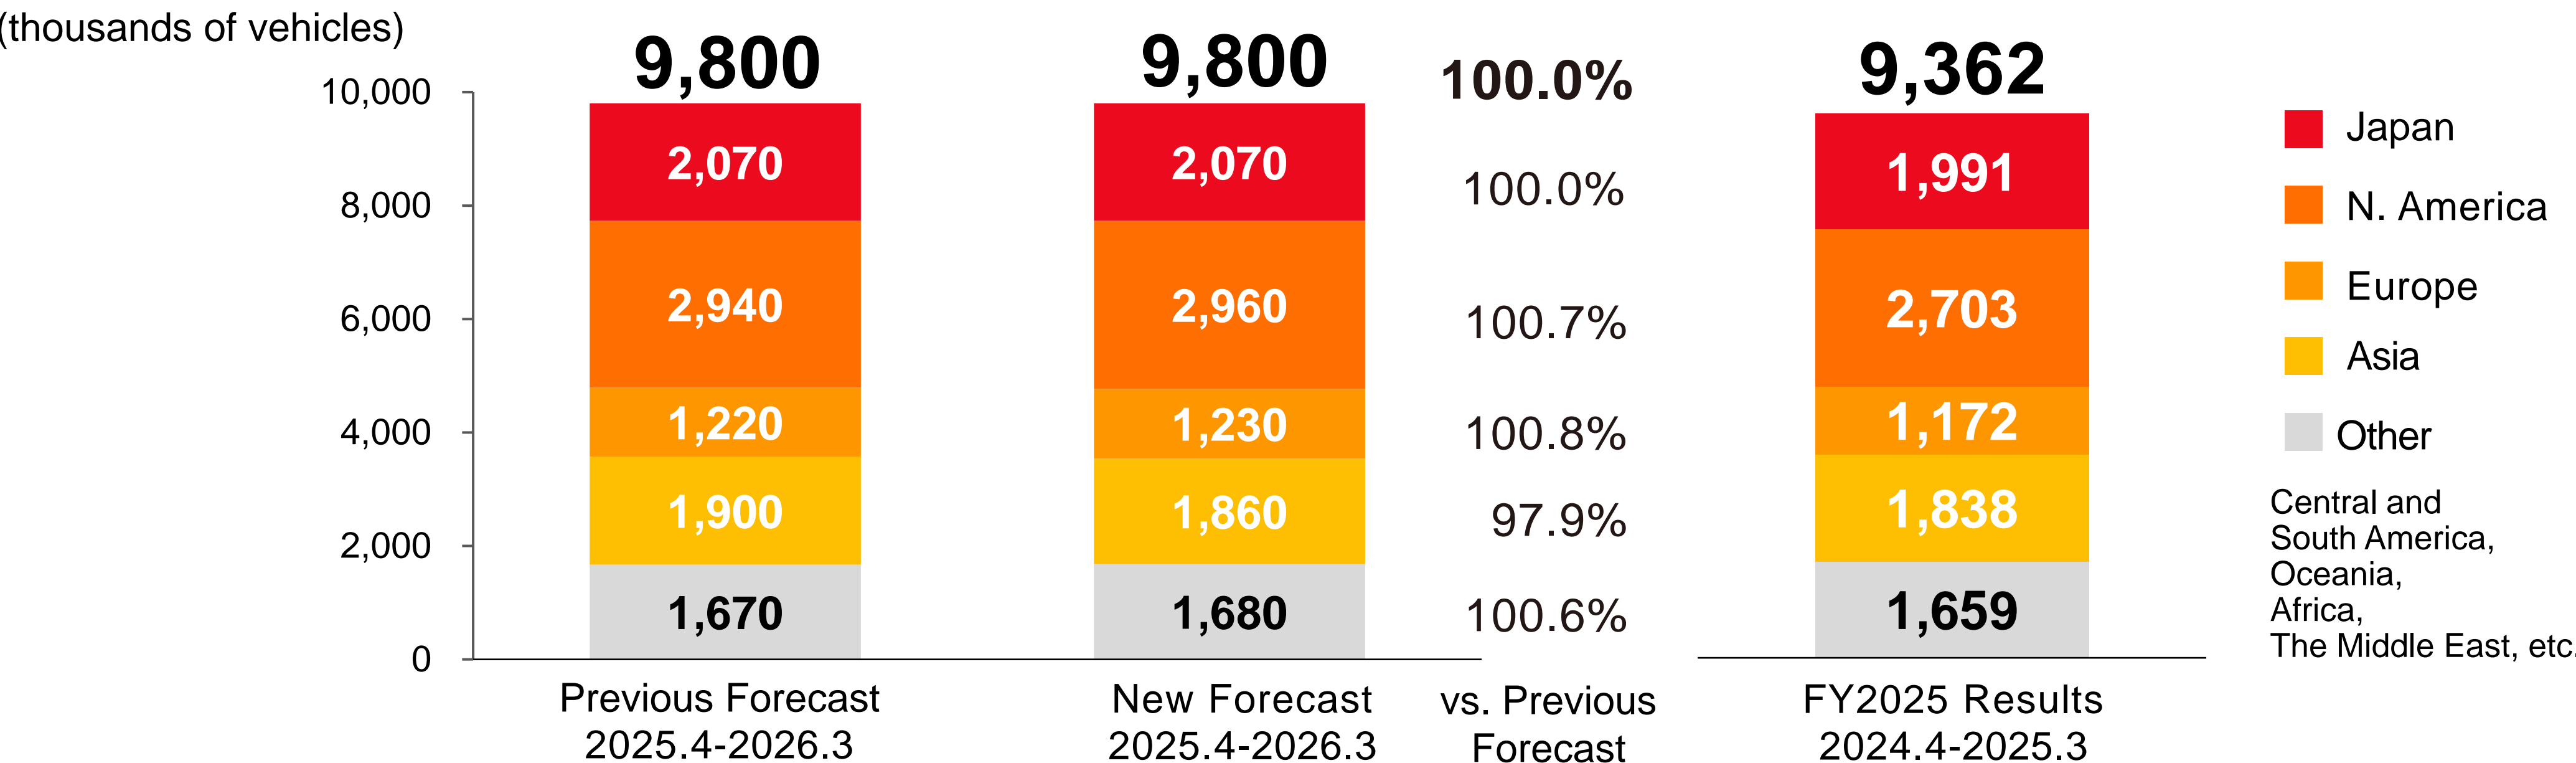 (thousands of vehicles)
9,800
9,800
100.0%
9,362
10,000
8,000
6,000
4,000
2,000
0
2,070
2,940
1,220
1,900
1,670
2,070
2,960
1,230
1,860
1,680
100.0%
100.7%
100.8%
97.9%
100.6%
1,991
2,703
1,172
1,838
1,659
Japan
N. America
Europe
Asia
Other
Central and
South America,
Oceania,
Africa,
The Middle East, etc.
Previous Forecast
2025.4-2026.3
New Forecast
2025.4-2026.3
vs. Previous
Forecast
FY2025 Results
2024.4-2025.3